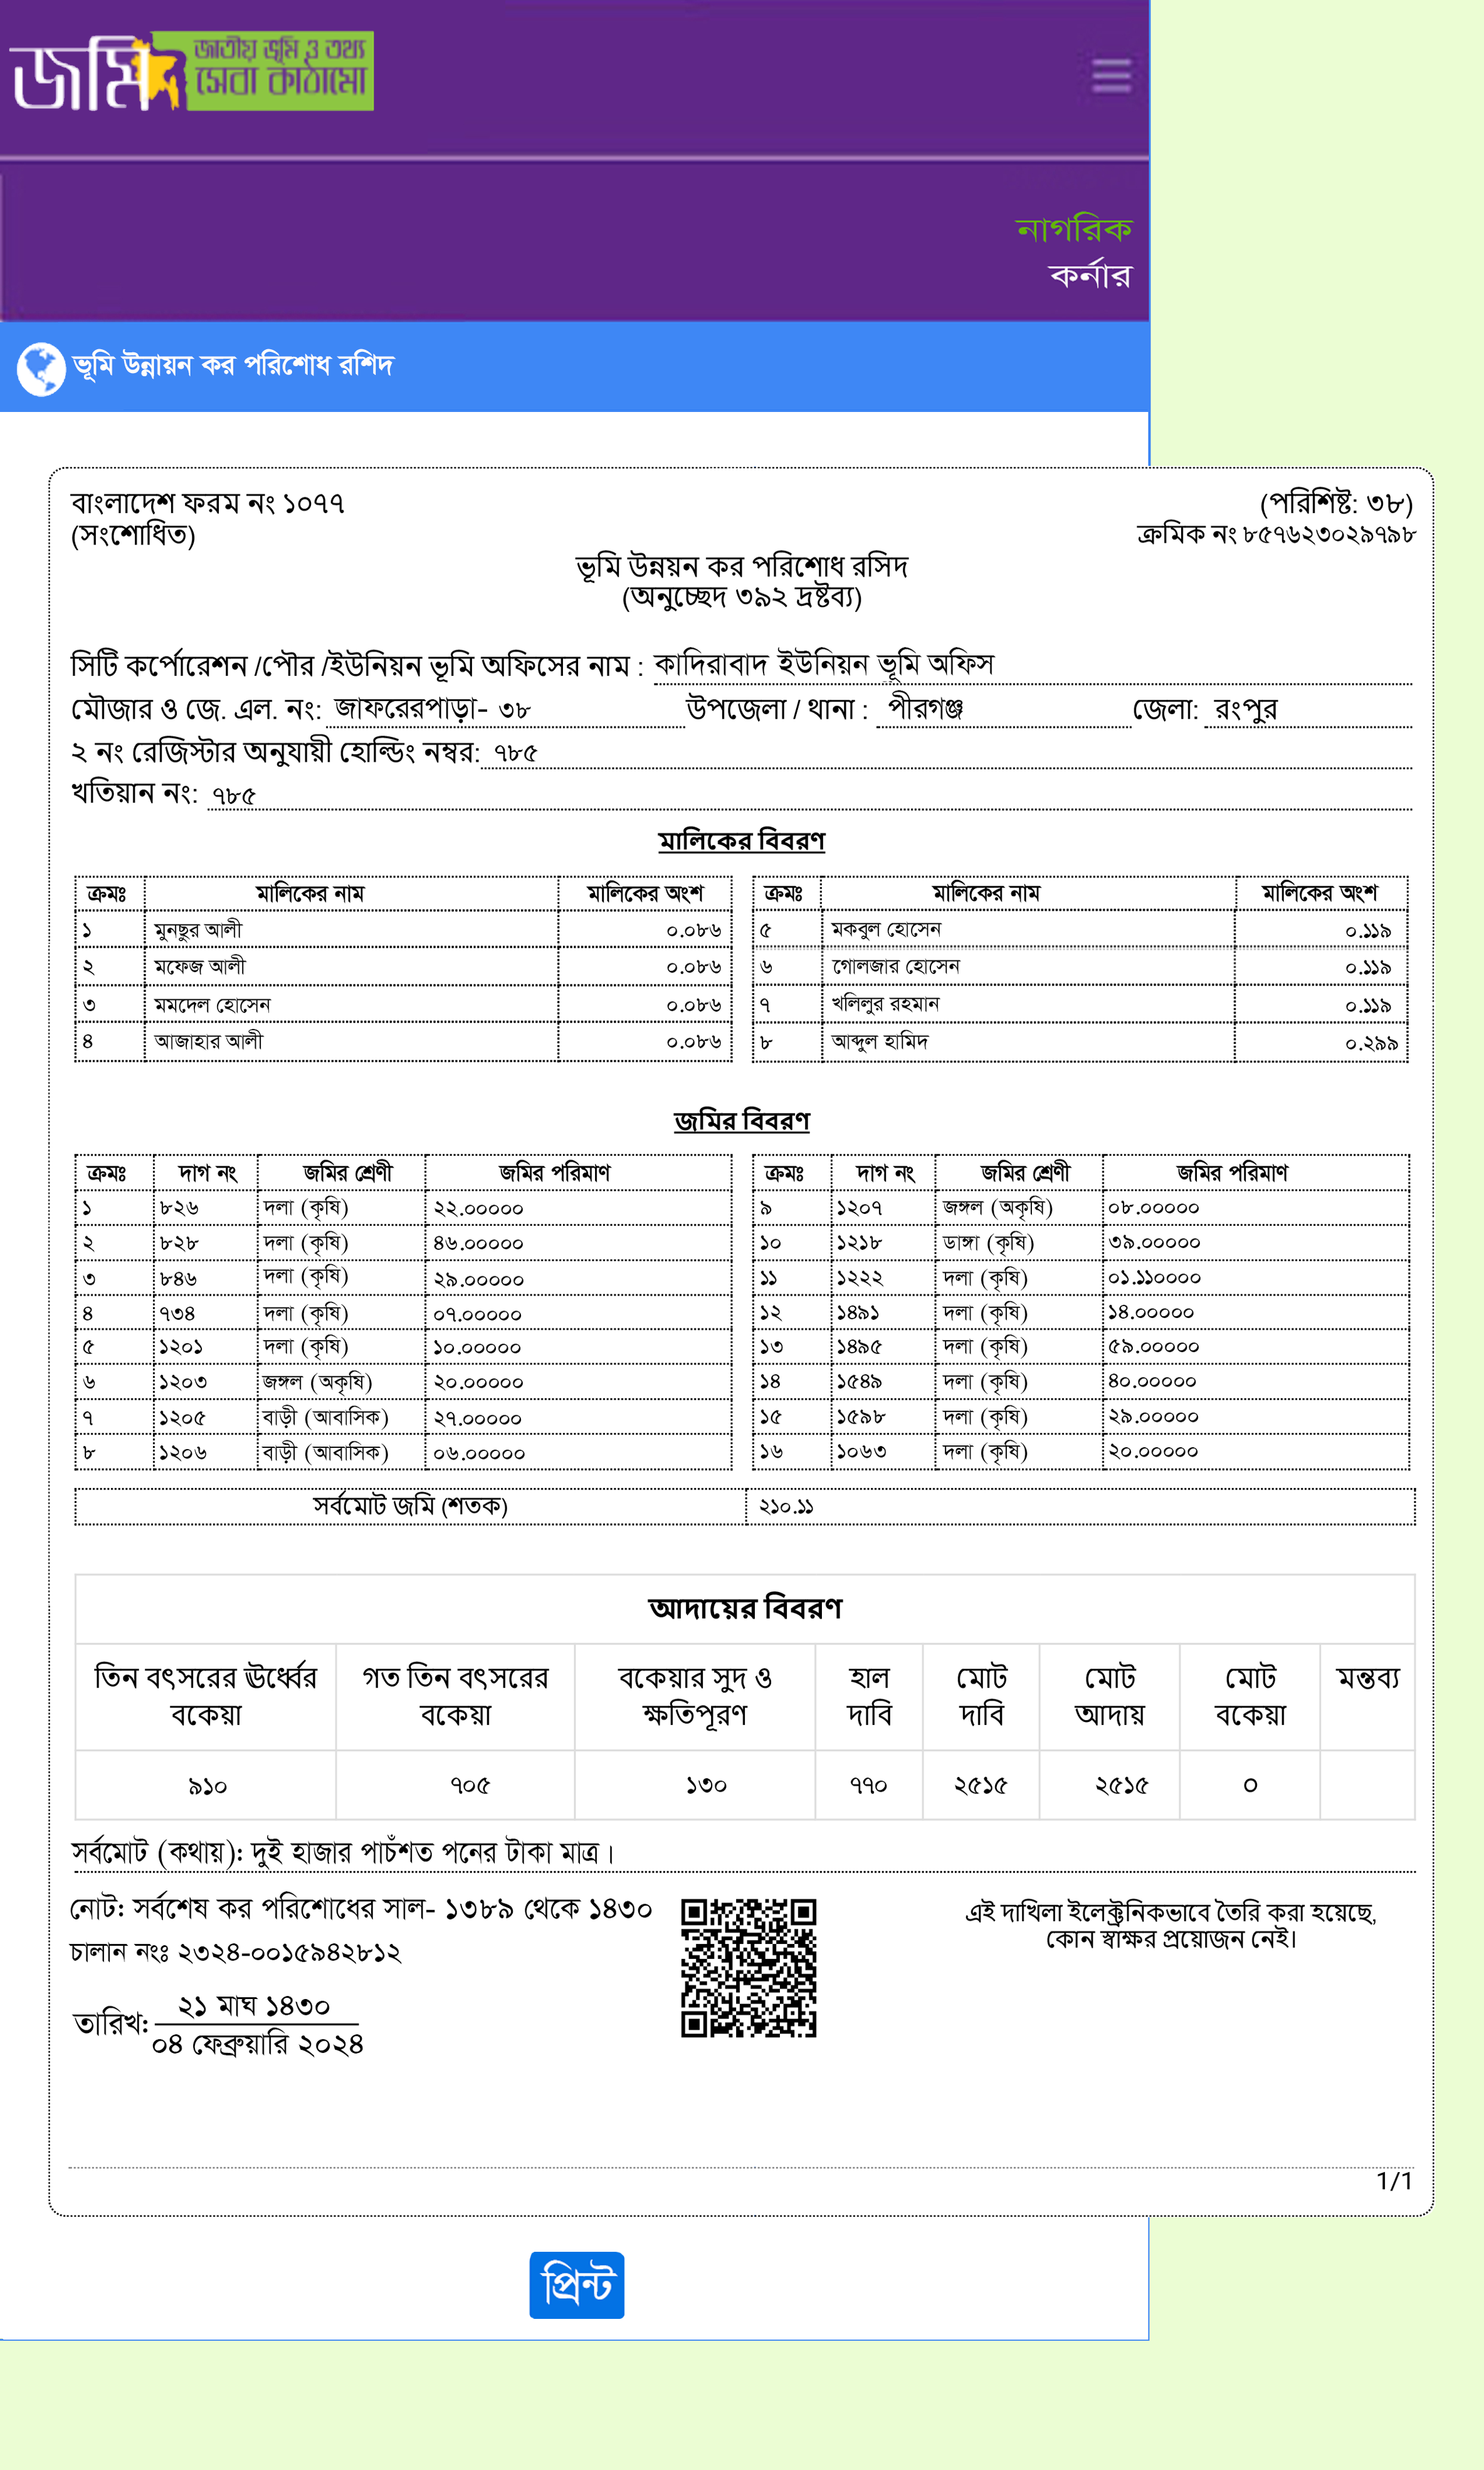 জমি জাতীয় ভূমি ও তথ্য
সেবা কাঠামো
নাগরিক
কর্নার
ভূমি উন্নায়ন কর পরিশোধ রশিদ
বাংলাদেশ ফরম নং ১০৭৭
(সংশোধিত)
(পরিশিষ্ট: ৩৮)
ক্রমিক নং ৮৫৭৬২৩০২৯৭৯৮
ভূমি উন্নয়ন কর পরিশোধ রসিদ
(অনুচ্ছেদ ৩৯২ দ্রষ্টব্য)
সিটি কর্পোরেশন /পৌর /ইউনিয়ন ভূমি অফিসের নাম : কাদিরাবাদ ইউনিয়ন ভূমি অফিস
মৌজার ও জে. এল. নং: জাফরেরপাড়া- ৩৮ উপজেলা / থানা : পীরগঞ্জ জেলা: রংপুর
২ নং রেজিস্টার অনুযায়ী হোল্ডিং নম্বর: ৭৮৫
খতিয়ান নং: ৭৮৫
মালিকের বিবরণ
ক্রমঃ মালিকের নাম মালিকের অংশ ক্রমঃ মালিকের নাম মালিকের অংশ
১ মুনছুর আলী ০.০৮৬ ৫ মকবুল হোসেন ০.১১৯
২ মফেজ আলী ০.০৮৬ ৬ গোলজার হোসেন ০.১১৯
৩ মমদেল হোসেন ০.০৮৬ ৭ খলিলুর রহমান ০.১১৯
৪ আজাহার আলী ০.০৮৬ ৮ আব্দুল হামিদ ০.২৯৯
জমির বিবরণ
ক্রমঃ দাগ নং জমির শ্রেণী জমির পরিমাণ ক্রমঃ দাগ নং জমির শ্রেণী জমির পরিমাণ
১ ৮২৬ দলা (কৃষি) ২২.০০০০০ ৯ ১২০৭ জঙ্গল (অকৃষি) ০৮.০০০০০
২ ৮২৮ দলা (কৃষি) ৪৬.০০০০০ ১০ ১২১৮ ডাঙ্গা (কৃষি) ৩৯.০০০০০
৩ ৮৪৬ দলা (কৃষি) ২৯.০০০০০ ১১ ১২২২ দলা (কৃষি) ০১.১১০০০০
৪ ৭৩৪ দলা (কৃষি) ০৭.০০০০০ ১২ ১৪৯১ দলা (কৃষি) ১৪.০০০০০
৫ ১২০১ দলা (কৃষি) ১০.০০০০০ ১৩ ১৪৯৫ দলা (কৃষি) ৫৯.০০০০০
৬ ১২০৩ জঙ্গল (অকৃষি) ২০.০০০০০ ১৪ ১৫৪৯ দলা (কৃষি) ৪০.০০০০০
৭ ১২০৫ বাড়ী (আবাসিক) ২৭.০০০০০ ১৫ ১৫৯৮ দলা (কৃষি) ২৯.০০০০০
৮ ১২০৬ বাড়ী (আবাসিক) ০৬.০০০০০ ১৬ ১০৬৩ দলা (কৃষি) ২০.০০০০০
সর্বমোট জমি (শতক) ২১০.১১
আদায়ের বিবরণ
তিন বৎসরের ঊর্ধ্বের গত তিন বৎসরের বকেয়ার সুদ ও হাল মোট মোট মোট মন্তব্য
বকেয়া বকেয়া ক্ষতিপূরণ দাবি দাবি আদায় বকেয়া
৯১০ ৭০৫ ১৩০ ৭৭০ ২৫১৫ ২৫১৫ ০
সর্বমোট (কথায়): দুই হাজার পাচঁশত পনের টাকা মাত্র।
নোট: সর্বশেষ কর পরিশোধের সাল- ১৩৮৯ থেকে ১৪৩০
চালান নংঃ ২৩২৪-০০১৫৯৪২৮১২
এই দাখিলা ইলেক্ট্রনিকভাবে তৈরি করা হয়েছে,
কোন স্বাক্ষর প্রয়োজন নেই।
তারিখ: ২১ মাঘ ১৪৩০
০৪ ফেব্রুয়ারি ২০২৪
1/1
প্রিন্ট